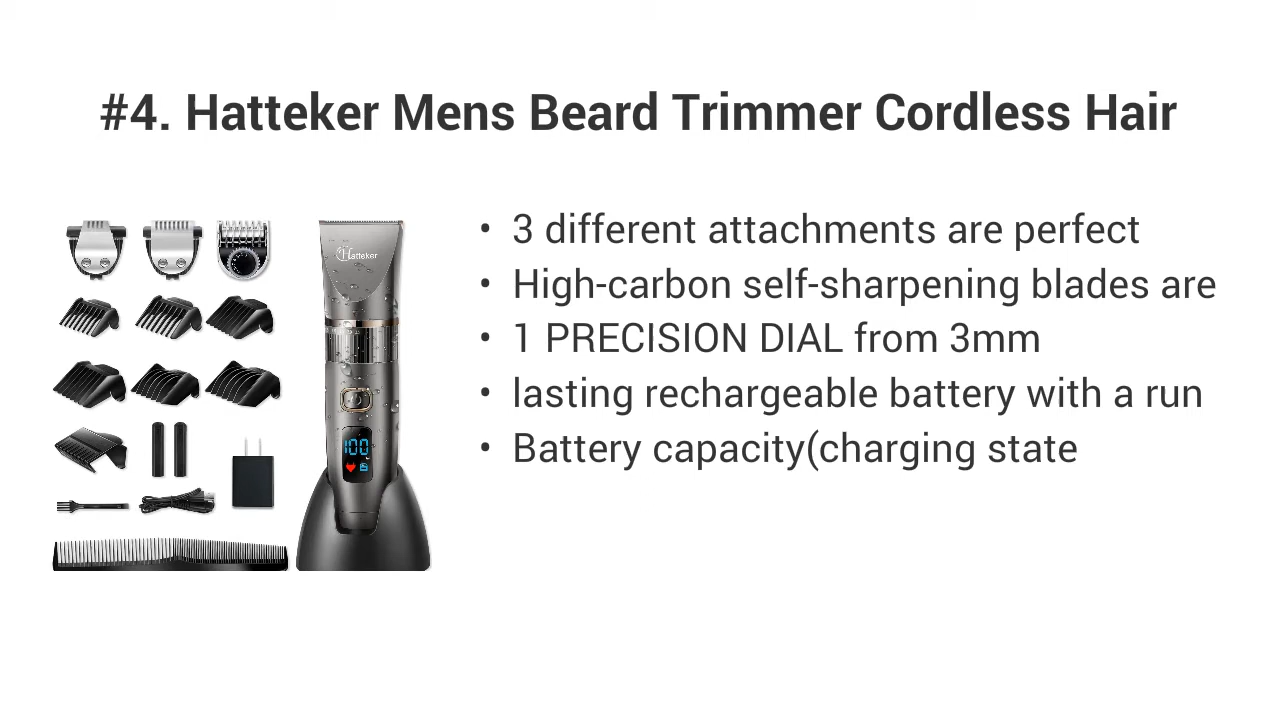 #4. Hatteker Mens Beard Trimmer Cordless Hair
• 3 different attachments are perfect
• High-carbon self-sharpening blades are
• 1 PRECISION DIAL from 3mm
• lasting rechargeable battery with a run
• Battery capacity(charging state
Hatteker
100